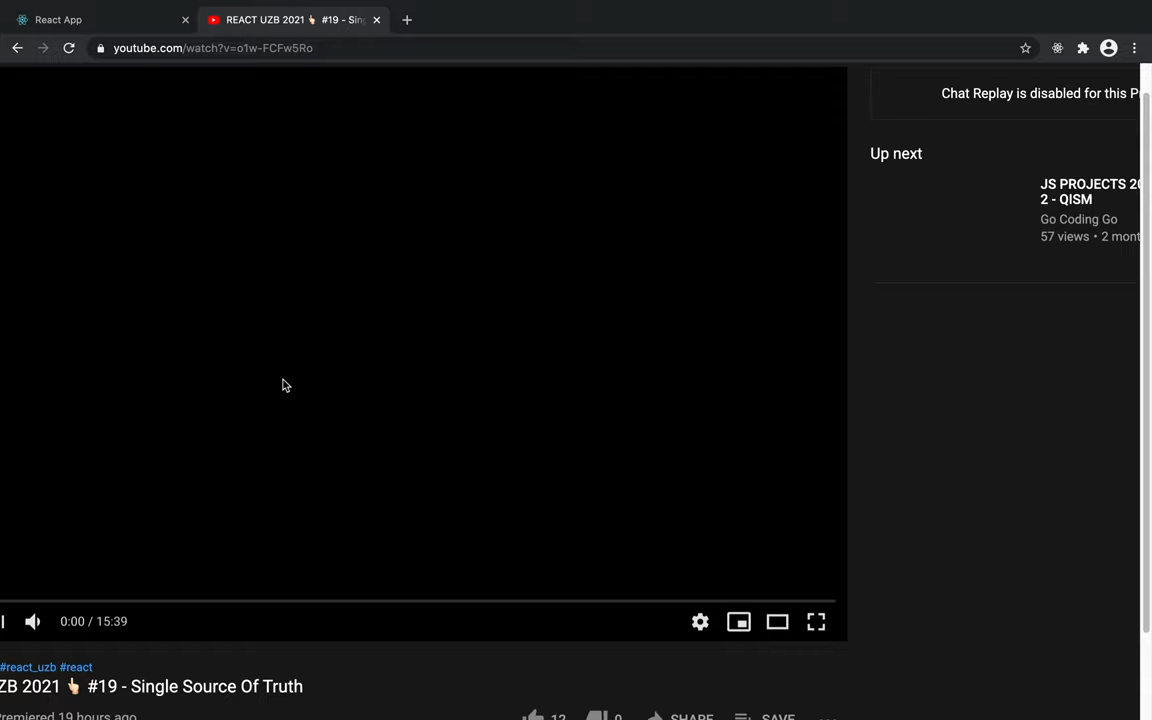 React App
REACT UZB 2021 👆🏻 #19 - Sing
youtube.com/watch?v=o1w-FCFw5Ro
Chat Replay is disabled for this P
Up next
JS PROJECTS 20
2 - QISM
Go Coding Go
57 views • 2 mont
0:00 / 15:39
#react_uzb #react
ZB 2021 👆🏻 #19 - Single Source Of Truth
Premiered 19 hours ago
12
0
SHARE
SAVE